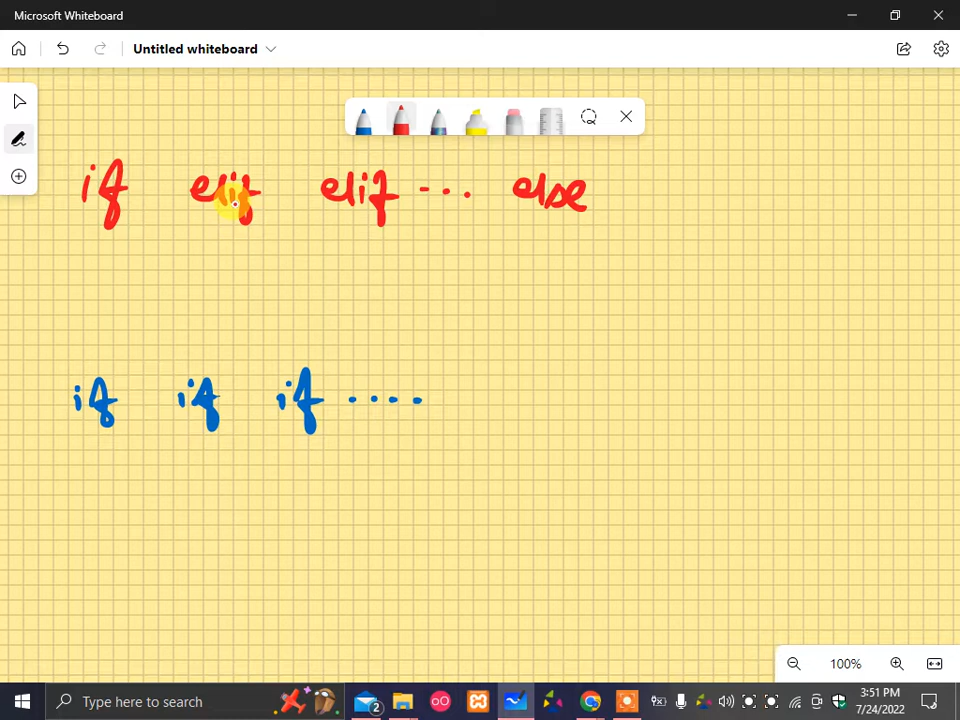 Microsoft Whiteboard
Untitled whiteboard
if elif elif ... else
if if if ....
100%
Type here to search
2
3:51 PM
7/24/2022